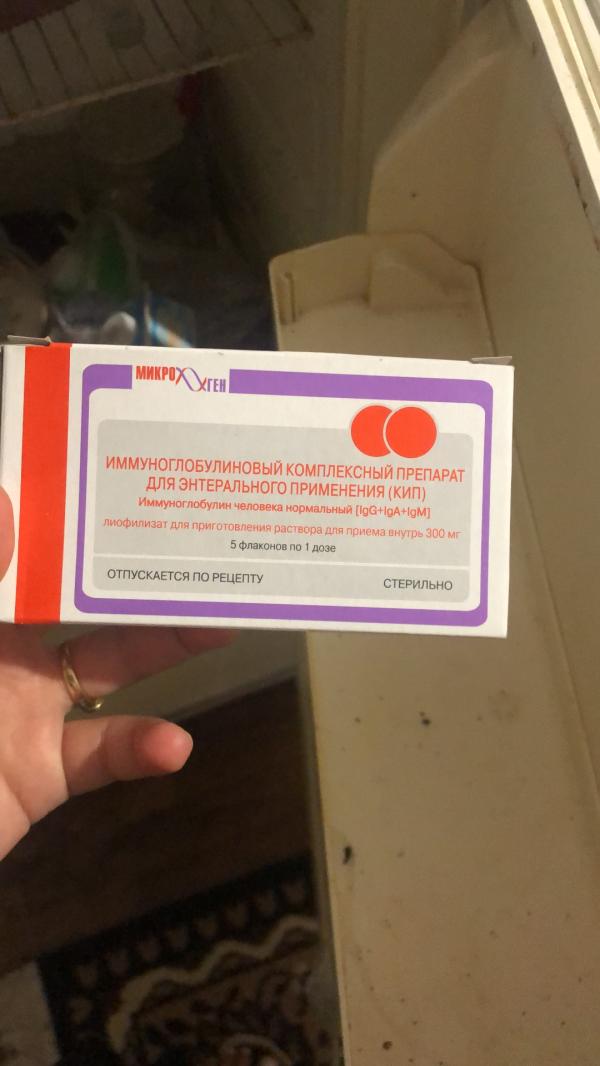 МИКРОГЕН
ИММУНОГЛОБУЛИНОВЫЙ КОМПЛЕКСНЫЙ ПРЕПАРАТ
ДЛЯ ЭНТЕРАЛЬНОГО ПРИМЕНЕНИЯ (КИП)
Иммуноглобулин человека нормальный [IgG+IgA+IgM]
лиофилизат для приготовления раствора для приема внутрь 300 мг
5 флаконов по 1 дозе
ОТПУСКАЕТСЯ ПО РЕЦЕПТУ СТЕРИЛЬНО